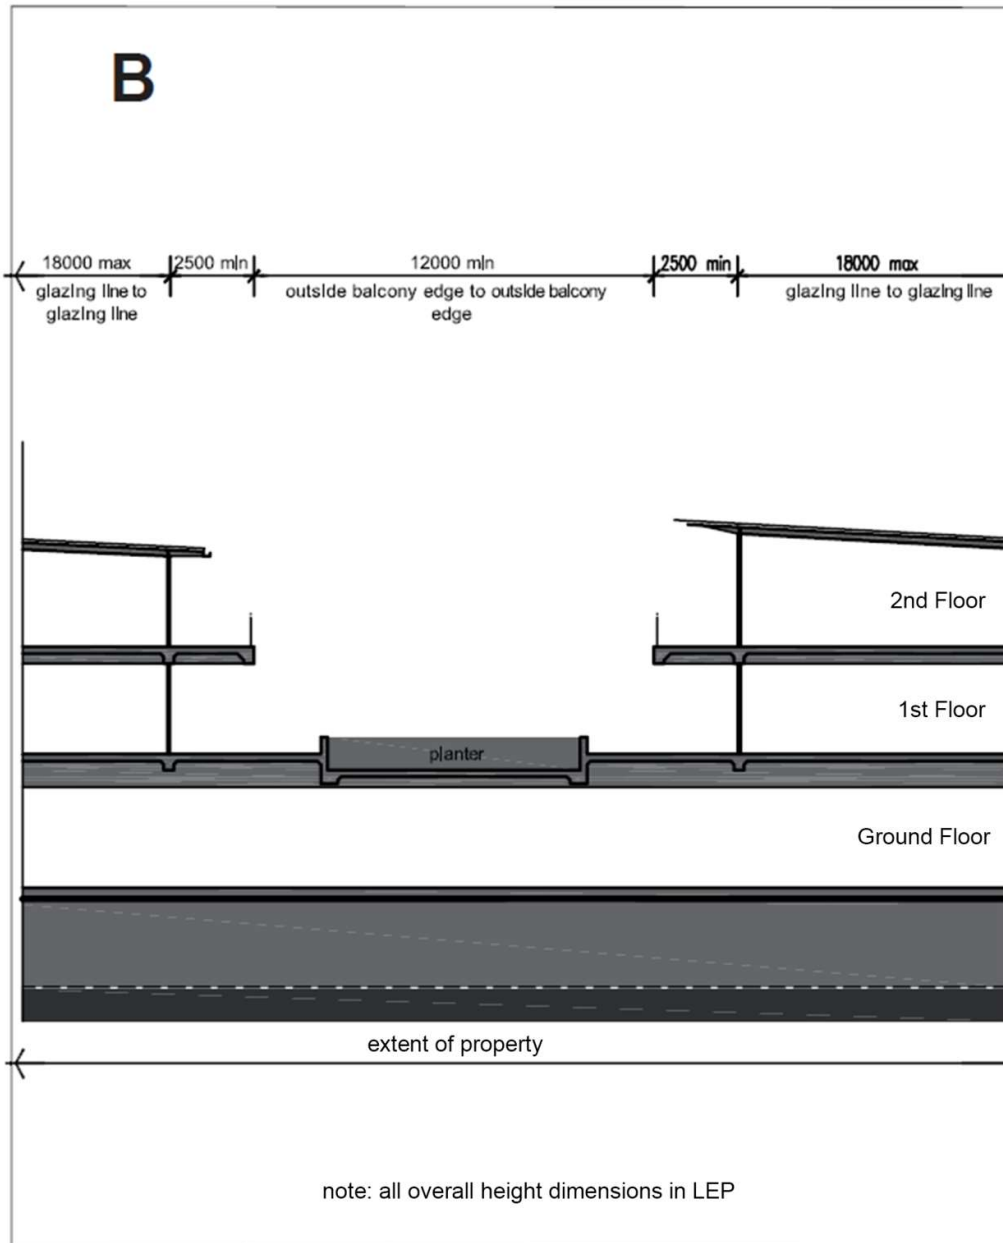 B
18000 max 2500 min 12000 min 2500 min 18000 max
glazing line to outside balcony edge to outside balcony glazing line to glazing line
glazing line edge
2nd Floor
1st Floor
planter
Ground Floor
extent of property
note: all overall height dimensions in LEP